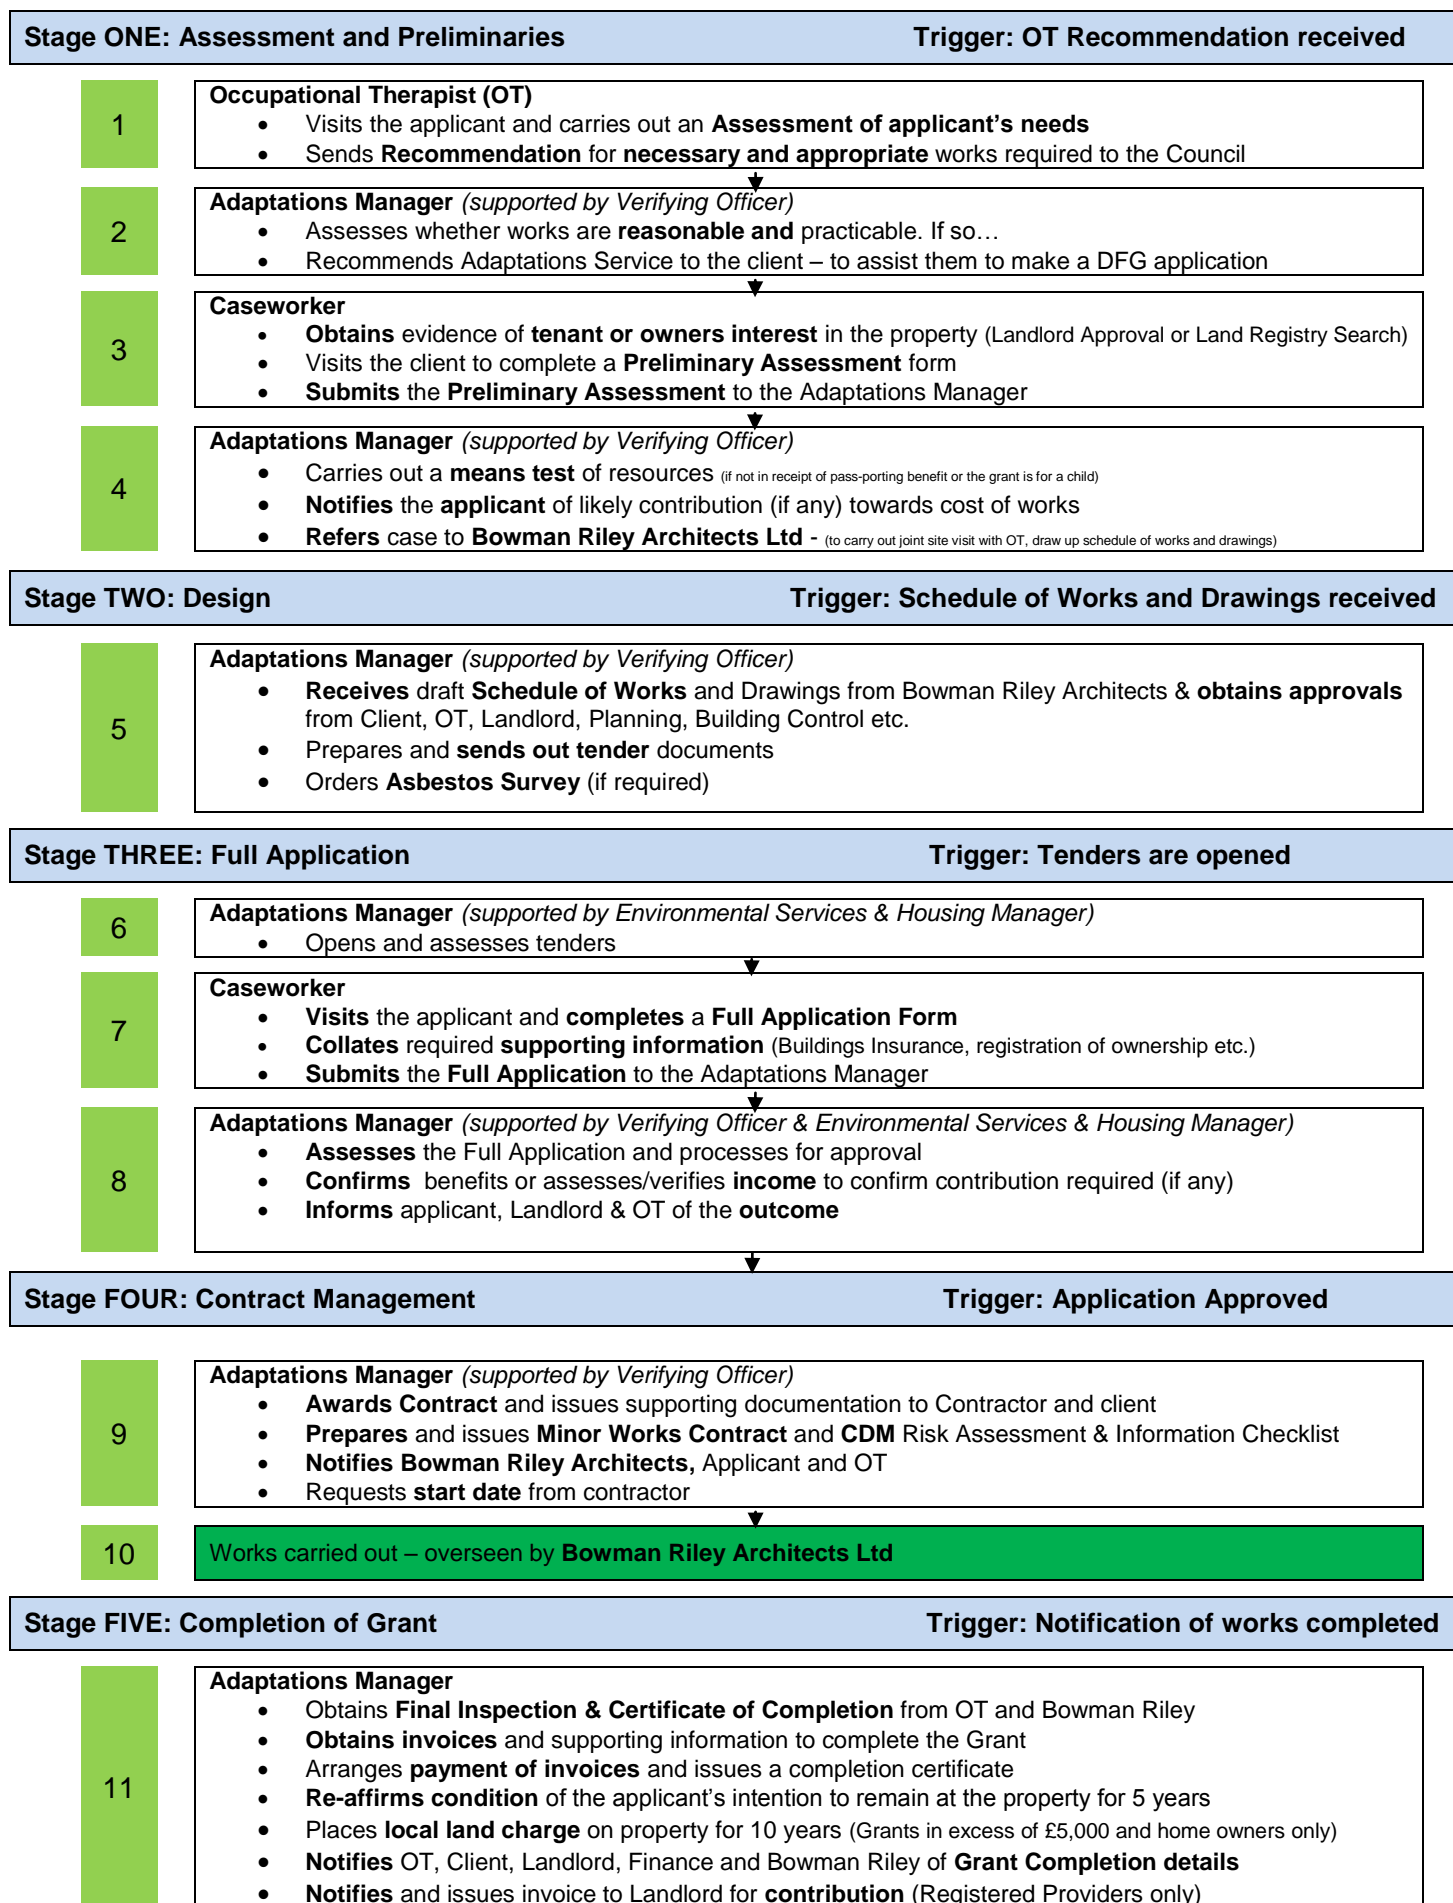 Stage ONE: Assessment and Preliminaries Trigger: OT Recommendation received
1
Occupational Therapist (OT)
• Visits the applicant and carries out an Assessment of applicant's needs
• Sends Recommendation for necessary and appropriate works required to the Council
2
Adaptations Manager (supported by Verifying Officer)
• Assesses whether works are reasonable and practicable. If so…
• Recommends Adaptations Service to the client – to assist them to make a DFG application
3
Caseworker
• Obtains evidence of tenant or owners interest in the property (Landlord Approval or Land Registry Search)
• Visits the client to complete a Preliminary Assessment form
• Submits the Preliminary Assessment to the Adaptations Manager
4
Adaptations Manager (supported by Verifying Officer)
• Carries out a means test of resources (if not in receipt of pass-porting benefit or the grant is for a child)
• Notifies the applicant of likely contribution (if any) towards cost of works
• Refers case to Bowman Riley Architects Ltd - (to carry out joint site visit with OT, draw up schedule of works and drawings)
Stage TWO: Design Trigger: Schedule of Works and Drawings received
5
Adaptations Manager (supported by Verifying Officer)
• Receives draft Schedule of Works and Drawings from Bowman Riley Architects & obtains approvals
from Client, OT, Landlord, Planning, Building Control etc.
• Prepares and sends out tender documents
• Orders Asbestos Survey (if required)
Stage THREE: Full Application Trigger: Tenders are opened
6
Adaptations Manager (supported by Environmental Services & Housing Manager)
• Opens and assesses tenders
7
Caseworker
• Visits the applicant and completes a Full Application Form
• Collates required supporting information (Buildings Insurance, registration of ownership etc.)
• Submits the Full Application to the Adaptations Manager
8
Adaptations Manager (supported by Verifying Officer & Environmental Services & Housing Manager)
• Assesses the Full Application and processes for approval
• Confirms benefits or assesses/verifies income to confirm contribution required (if any)
• Informs applicant, Landlord & OT of the outcome
Stage FOUR: Contract Management Trigger: Application Approved
9
Adaptations Manager (supported by Verifying Officer)
• Awards Contract and issues supporting documentation to Contractor and client
• Prepares and issues Minor Works Contract and CDM Risk Assessment & Information Checklist
• Notifies Bowman Riley Architects, Applicant and OT
• Requests start date from contractor
10
Works carried out – overseen by Bowman Riley Architects Ltd
Stage FIVE: Completion of Grant Trigger: Notification of works completed
11
Adaptations Manager
• Obtains Final Inspection & Certificate of Completion from OT and Bowman Riley
• Obtains invoices and supporting information to complete the Grant
• Arranges payment of invoices and issues a completion certificate
• Re-affirms condition of the applicant's intention to remain at the property for 5 years
• Places local land charge on property for 10 years (Grants in excess of £5,000 and home owners only)
• Notifies OT, Client, Landlord, Finance and Bowman Riley of Grant Completion details
• Notifies and issues invoice to Landlord for contribution (Registered Providers only)